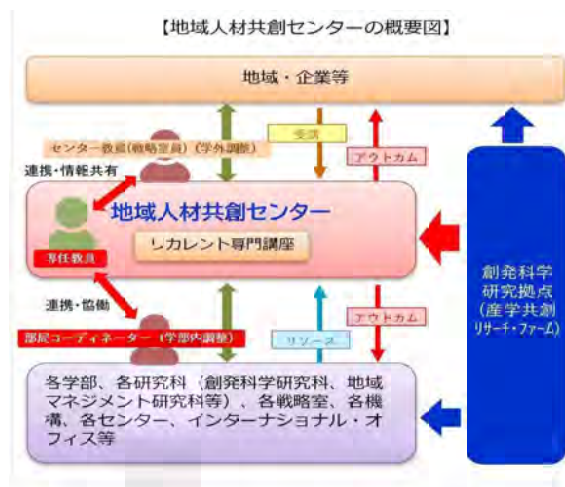 【地域人材共創センターの概要図】
地域・企業等
センター教員(戦略室員)(学外調整)
受講
アウトカム
連携・情報共有
地域人材共創センター
リカレント専門講座
専任教員
連携・協働
部局コーディネーター(学部内調整)
リソース
アウトカム
各学部、各研究科(創発科学研究科、地域
マネジメント研究科等)、各戦略室、各機
構、各センター、インターナショナル・オ
フィス等
創発科学
研究拠点
(産学共創
リサーチ・ファーム)